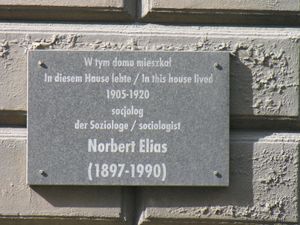 W tym domu mieszkał
In diesem Hause lebte / In this house lived
1905-1920
socjolog
der Soziologe / sociologist
Norbert Elias
(1897-1990)